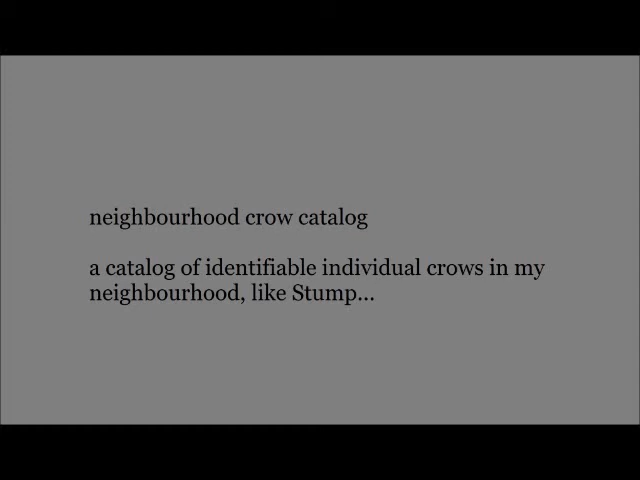 neighbourhood crow catalog
a catalog of identifiable individual crows in my
neighbourhood, like Stump...